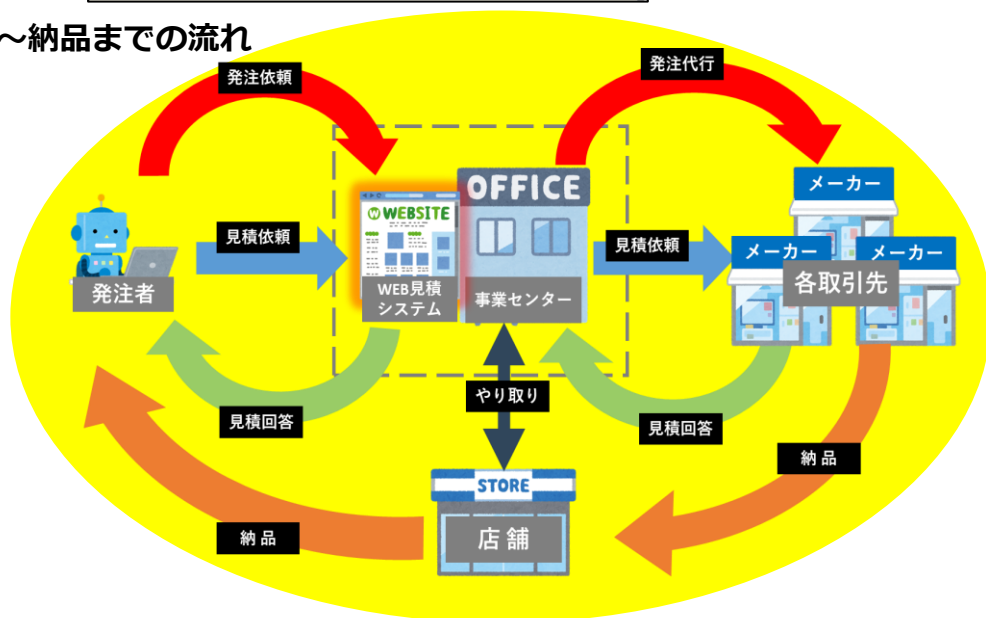 ～納品までの流れ
発注依頼
発注代行
OFFICE
メーカー
W WEBSITE
見積依頼
見積依頼
メーカー
メーカー
発注者
WEB見積
システム
事業センター
各取引先
やり取り
見積回答
見積回答
納品
STORE
納品
店舗